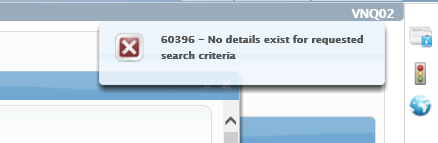 VNQ02
60396 – No details exist for requested
search criteria